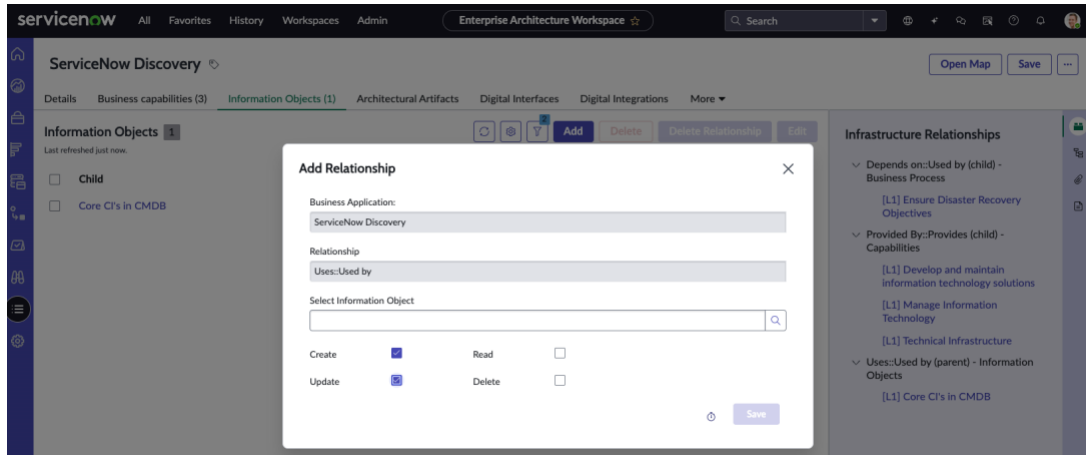 servicenow All Favorites History Workspaces Admin Enterprise Architecture Workspace Search
ServiceNow Discovery Open Map Save ...
Details Business capabilities (3) Information Objects (1) Architectural Artifacts Digital Interfaces Digital Integrations More
Information Objects 1 2 Add Delete Delete Relationship Edit
Last refreshed just now.
Child
Core CI's in CMDB
Add Relationship
Business Application:
ServiceNow Discovery
Relationship
Uses::Used by
Select Information Object
Create Read
Update Delete
Save
Infrastructure Relationships
Depends on::Used by (child) -
Business Process
[L1] Ensure Disaster Recovery
Objectives
Provided By::Provides (child) -
Capabilities
[L1] Develop and maintain
information technology solutions
[L1] Manage Information
Technology
[L1] Technical Infrastructure
Uses::Used by (parent) - Information
Objects
[L1] Core CI's in CMDB